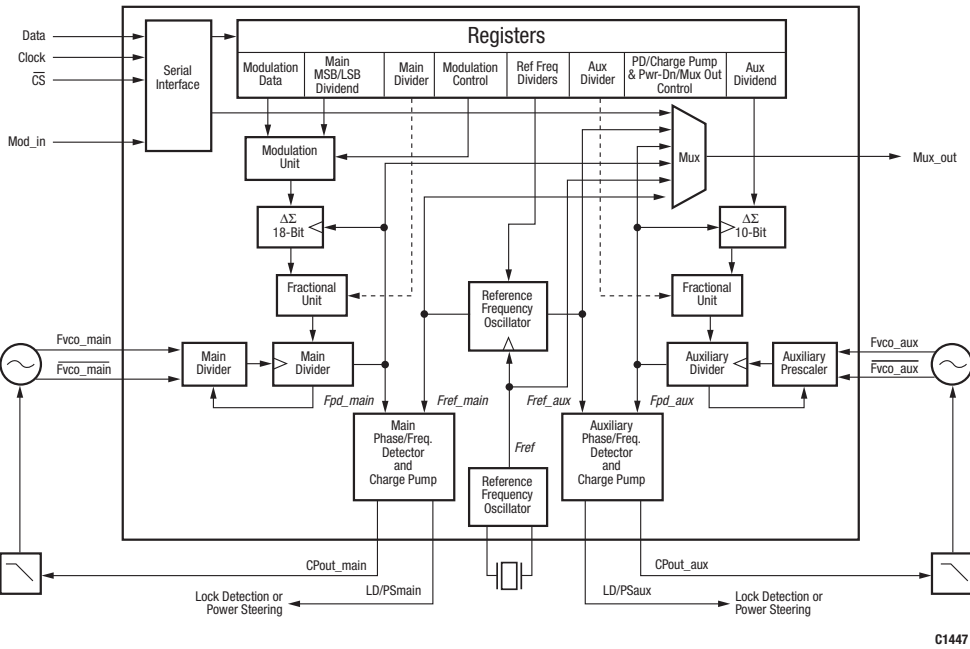 Registers
Data
Clock
CS
Mod_in
Serial
Interface
Modulation
Data
Main
MSB/LSB
Dividend
Main
Divider
Modulation
Control
Ref Freq
Dividers
Aux
Divider
PD/Charge Pump
& Pwr-Dn/Mux Out
Control
Aux
Dividend
Modulation
Unit
Mux
Mux_out
ΔΣ
18-Bit
ΔΣ
10-Bit
Fractional
Unit
Reference
Frequency
Oscillator
Fractional
Unit
Fvco_main
Fvco_main
Main
Divider
Main
Divider
Auxiliary
Divider
Auxiliary
Prescaler
Fvco_aux
Fvco_aux
Fpd_main
Fref_main
Fref_aux
Fpd_aux
Main
Phase/Freq.
Detector
and
Charge Pump
Fref
Auxiliary
Phase/Freq.
Detector
and
Charge Pump
Reference
Frequency
Oscillator
CPout_main
CPout_aux
LD/PSmain
LD/PSaux
Lock Detection or
Power Steering
Lock Detection or
Power Steering
C1447